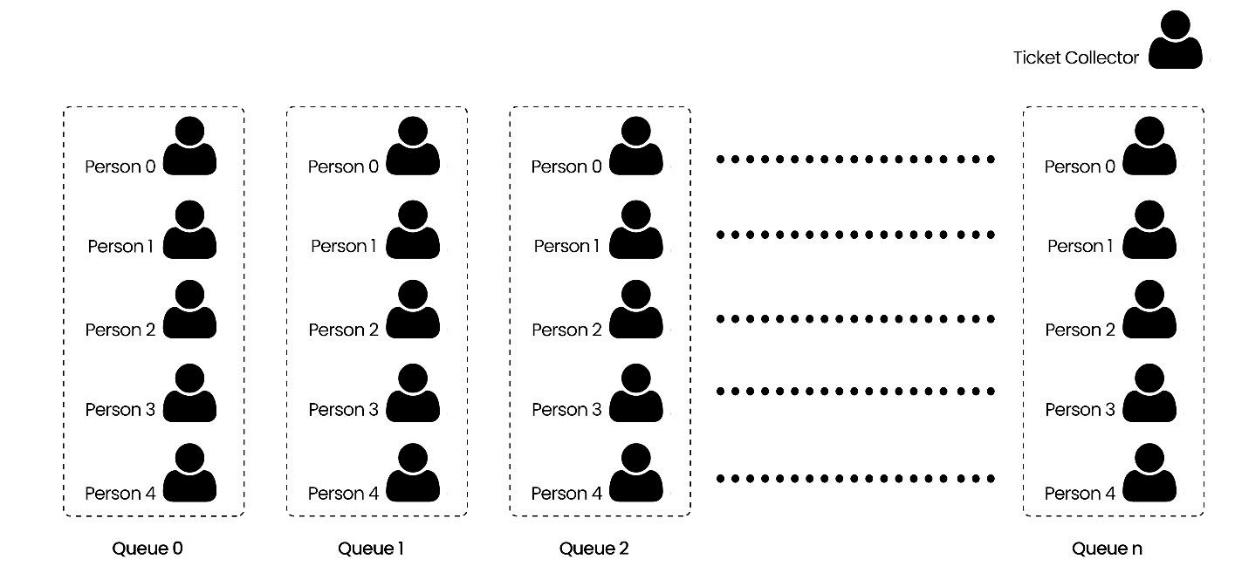 Ticket Collector
Person 0 Person 0 Person 0 Person 0
Person 1 Person 1 Person 1 Person 1
Person 2 Person 2 Person 2 Person 2
Person 3 Person 3 Person 3 Person 3
Person 4 Person 4 Person 4 Person 4
Queue 0 Queue 1 Queue 2 Queue n